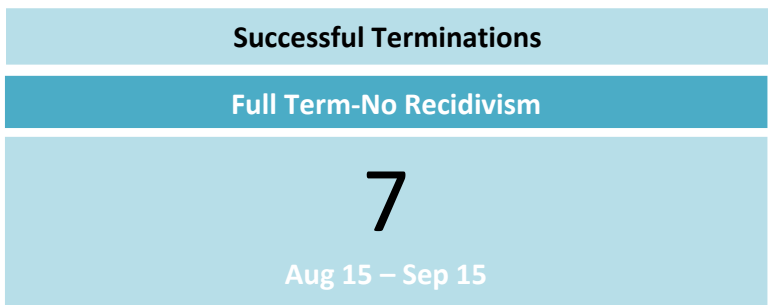 Successful Terminations
Full Term-No Recidivism
7
Aug 15 – Sep 15